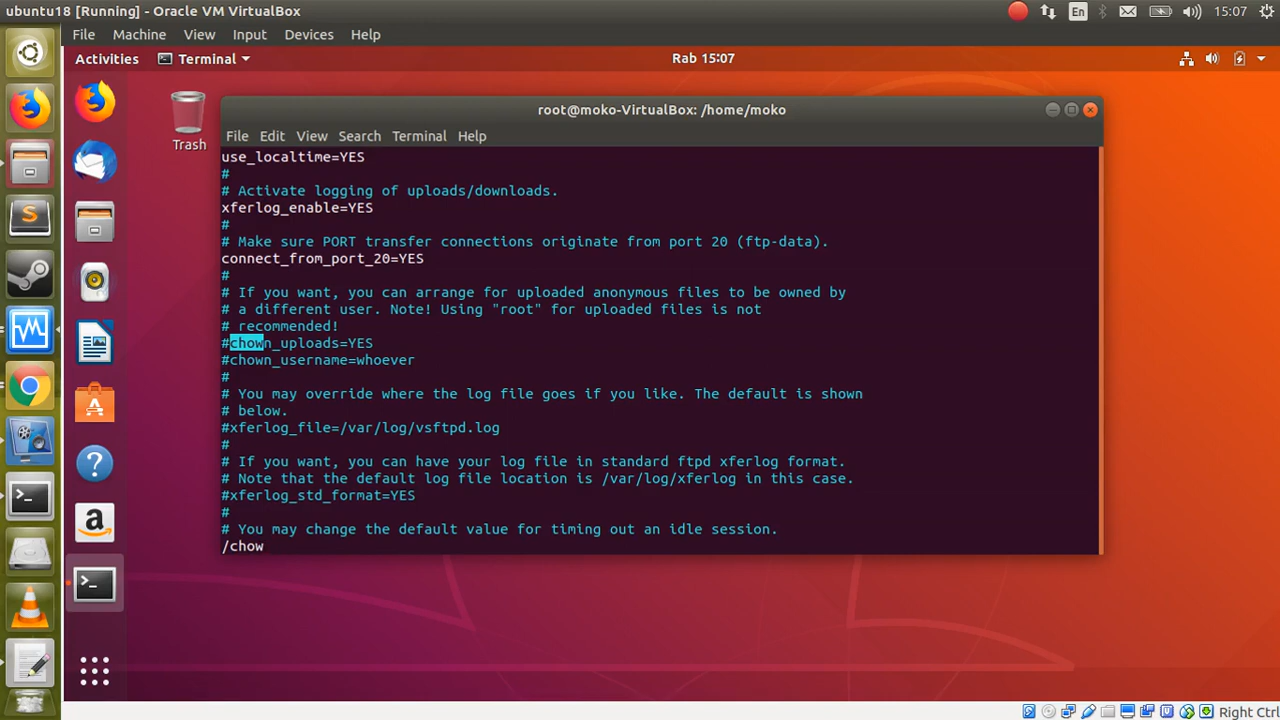 ubuntu18 [Running] - Oracle VM VirtualBox
En
15:07
File Machine View Input Devices Help
Activities
Terminal
Rab 15:07
Trash
root@moko-VirtualBox: /home/moko
File Edit View Search Terminal Help
use_localtime=YES
#
# Activate logging of uploads/downloads.
xferlog_enable=YES
#
# Make sure PORT transfer connections originate from port 20 (ftp-data).
connect_from_port_20=YES
#
# If you want, you can arrange for uploaded anonymous files to be owned by
# a different user. Note! Using "root" for uploaded files is not
# recommended!
#chown_uploads=YES
#chown_username=whoever
#
# You may override where the log file goes if you like. The default is shown
# below.
#xferlog_file=/var/log/vsftpd.log
#
# If you want, you can have your log file in standard ftpd xferlog format.
# Note that the default log file location is /var/log/xferlog in this case.
#xferlog_std_format=YES
#
# You may change the default value for timing out an idle session.
/chow
Right Ctrl